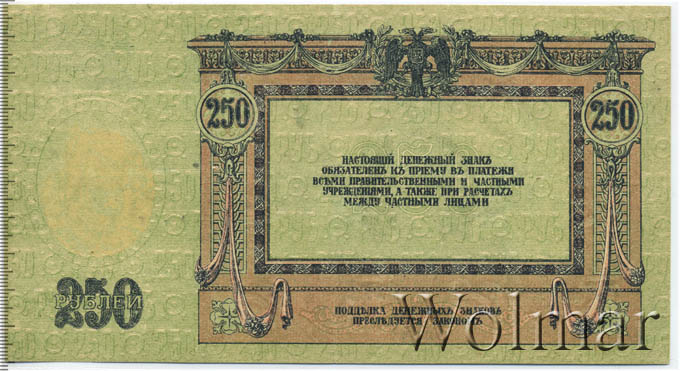 250
250
НАСТОЯЩІЙ ДЕНЕЖНЫЙ ЗНАКЪ
ОБЯЗАТЕЛЕНЪ КЪ ПРІЕМУ ВЪ ПЛАТЕЖИ
ВСѢМИ ПРАВИТЕЛЬСТВЕННЫМИ И ЧАСТНЫМИ
УЧРЕЖДЕНІЯМИ, А ТАКЖЕ ПРИ РАСЧЕТАХЪ
МЕЖДУ ЧАСТНЫМИ ЛИЦАМИ
250
РУБЛЕЙ
ПОДДѢЛКА ДЕНЕЖНЫХЪ ЗНАКОВЪ
ПРЕСЛѢДУЕТСЯ ЗАКОНОМЪ
Wolmar
Wolmar